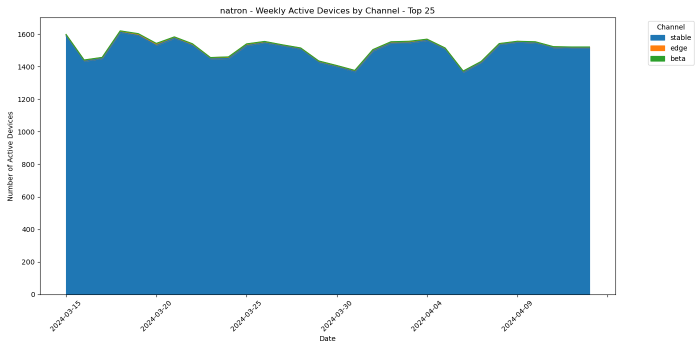 natron - Weekly Active Devices by Channel - Top 25
Channel
stable
edge
beta
Number of Active Devices
1600
1400
1200
1000
800
600
400
200
0
2024-03-15
2024-03-20
2024-03-25
2024-03-30
2024-04-04
2024-04-09
Date